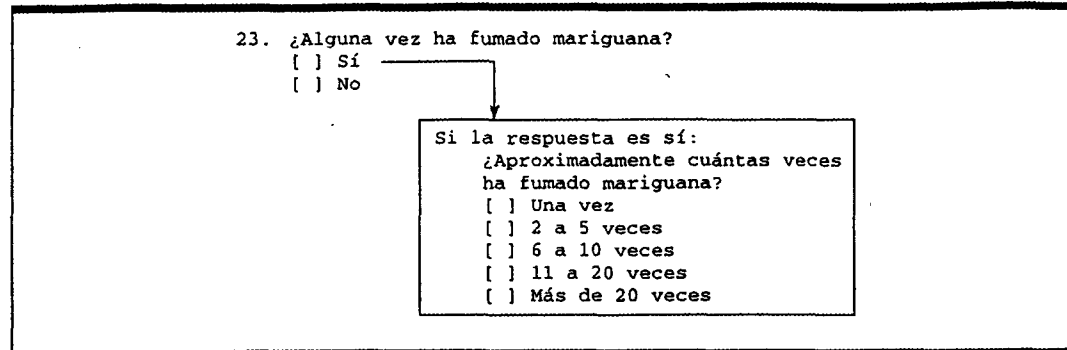 23. ¿Alguna vez ha fumado mariguana?
[ ] Sí
[ ] No
Si la respuesta es sí:
¿Aproximadamente cuántas veces
ha fumado mariguana?
[ ] Una vez
[ ] 2 a 5 veces
[ ] 6 a 10 veces
[ ] 11 a 20 veces
[ ] Más de 20 veces